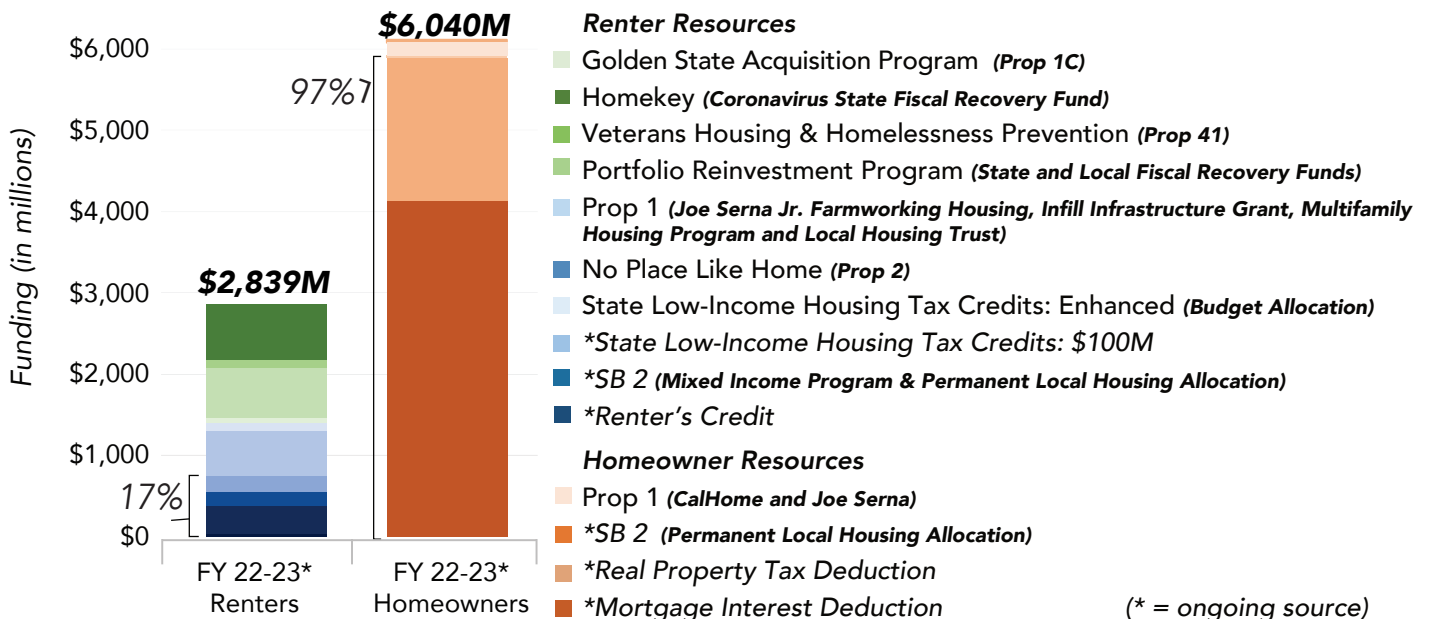 $6,040M
$6,000
97%
$5,000
$4,000
$3,000
$2,839M
$2,000
$1,000
17%
$0
Funding (in millions)
FY 22-23*
Renters
FY 22-23*
Homeowners
Renter Resources
Golden State Acquisition Program (Prop 1C)
Homekey (Coronavirus State Fiscal Recovery Fund)
Veterans Housing & Homelessness Prevention (Prop 41)
Portfolio Reinvestment Program (State and Local Fiscal Recovery Funds)
Prop 1 (Joe Serna Jr. Farmworking Housing, Infill Infrastructure Grant, Multifamily
Housing Program and Local Housing Trust)
No Place Like Home (Prop 2)
State Low-Income Housing Tax Credits: Enhanced (Budget Allocation)
*State Low-Income Housing Tax Credits: $100M
*SB 2 (Mixed Income Program & Permanent Local Housing Allocation)
*Renter's Credit
Homeowner Resources
Prop 1 (CalHome and Joe Serna)
*SB 2 (Permanent Local Housing Allocation)
*Real Property Tax Deduction
*Mortgage Interest Deduction
(* = ongoing source)